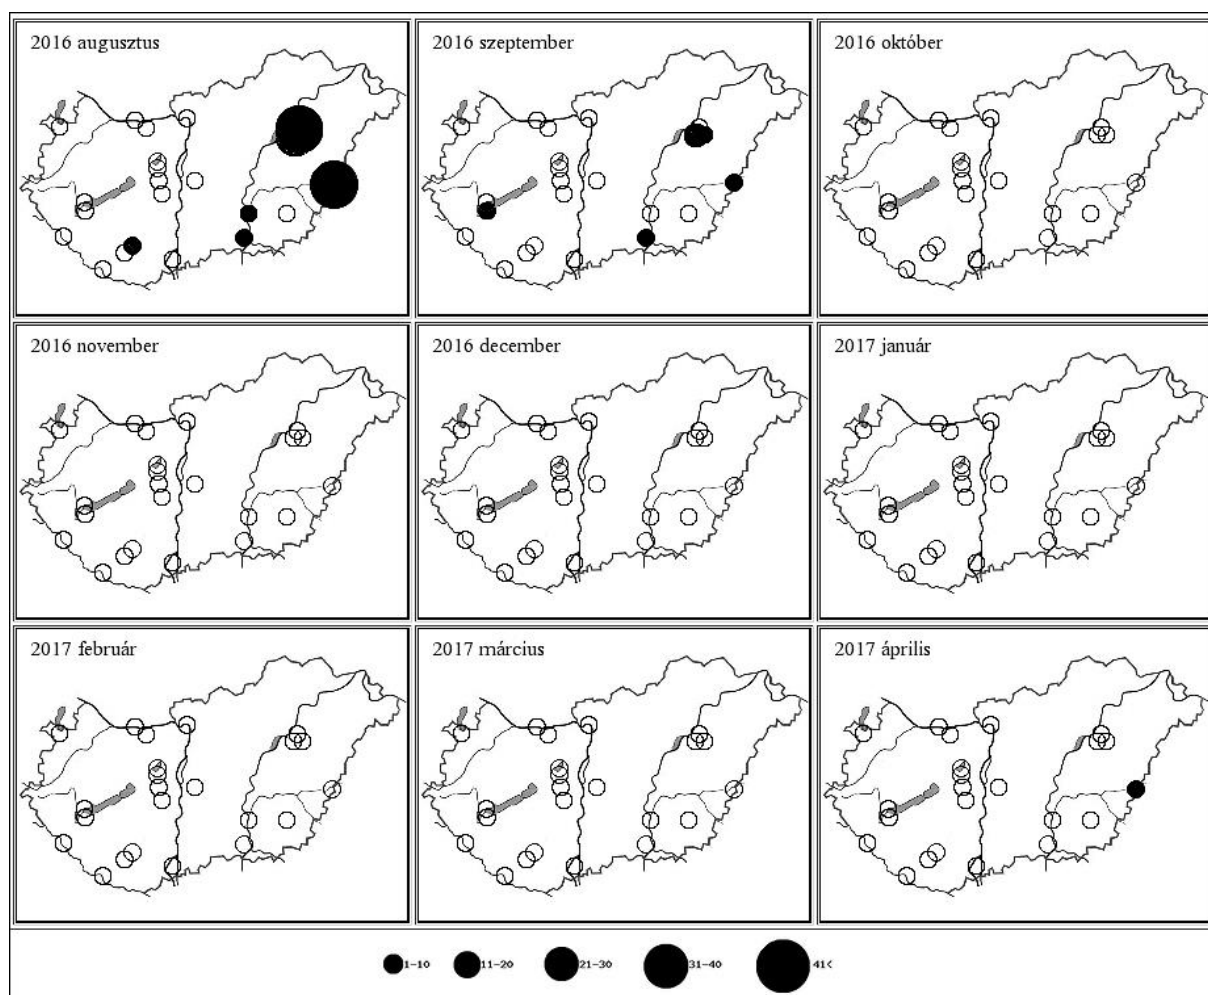 2016 augusztus
2016 szeptember
2016 október
2016 november
2016 december
2017 január
2017 február
2017 március
2017 április
1-10
11-20
21-30
31-40
41<